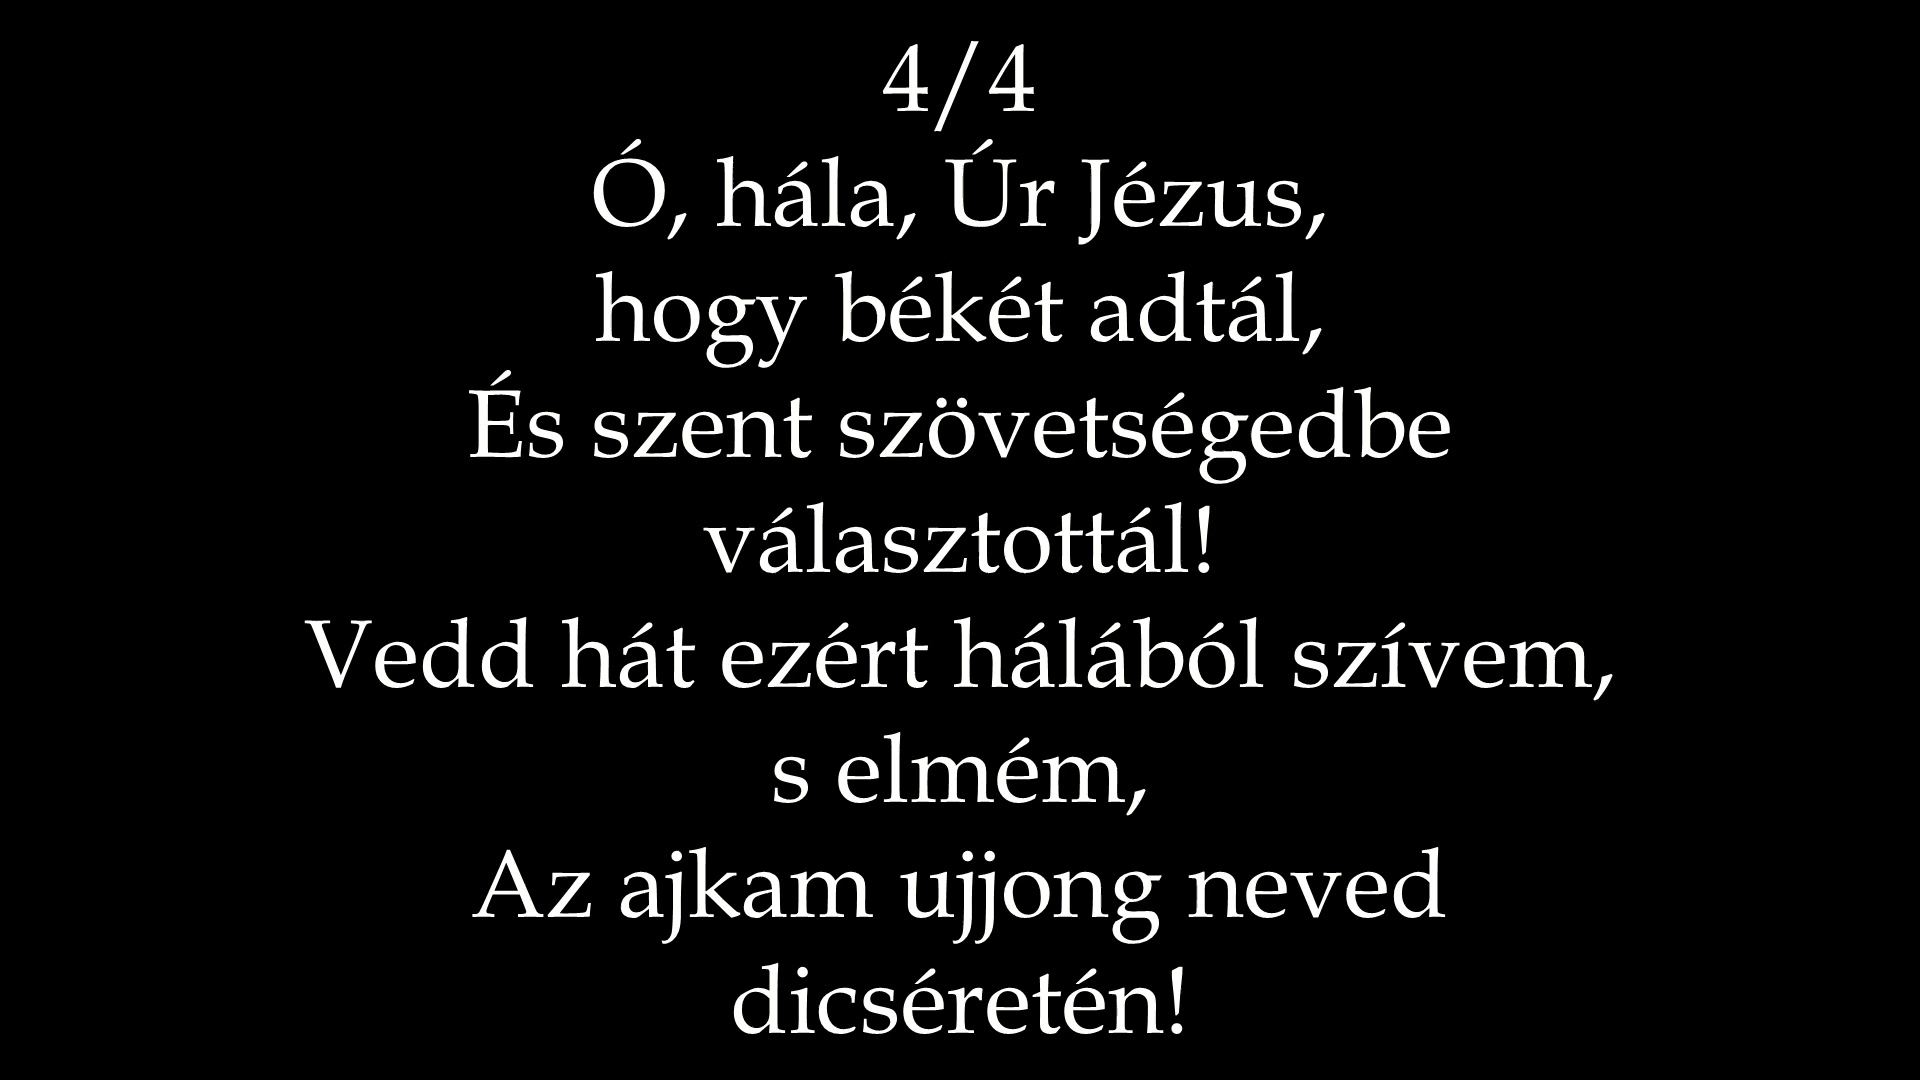 4/4
Ó, hála, Úr Jézus,
hogy békét adtál,
És szent szövetségedbe
választottál!
Vedd hát ezért hálából szívem,
s elmém,
Az ajkam ujjong neved
dicséretén!